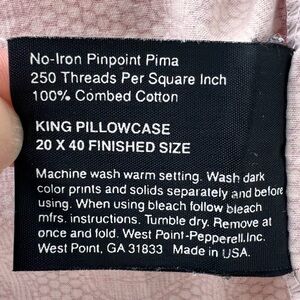 No-Iron Pinpoint Pima
250 Threads Per Square Inch
100% Combed Cotton
KING PILLOWCASE
20 X 40 FINISHED SIZE
Machine wash warm setting. Wash dark
color prints and solids separately and before
using. When using bleach follow bleach
mfrs. instructions. Tumble dry. Remove at
once and fold. West Point-Pepperell, Inc.
West Point, GA 31833 Made in USA.